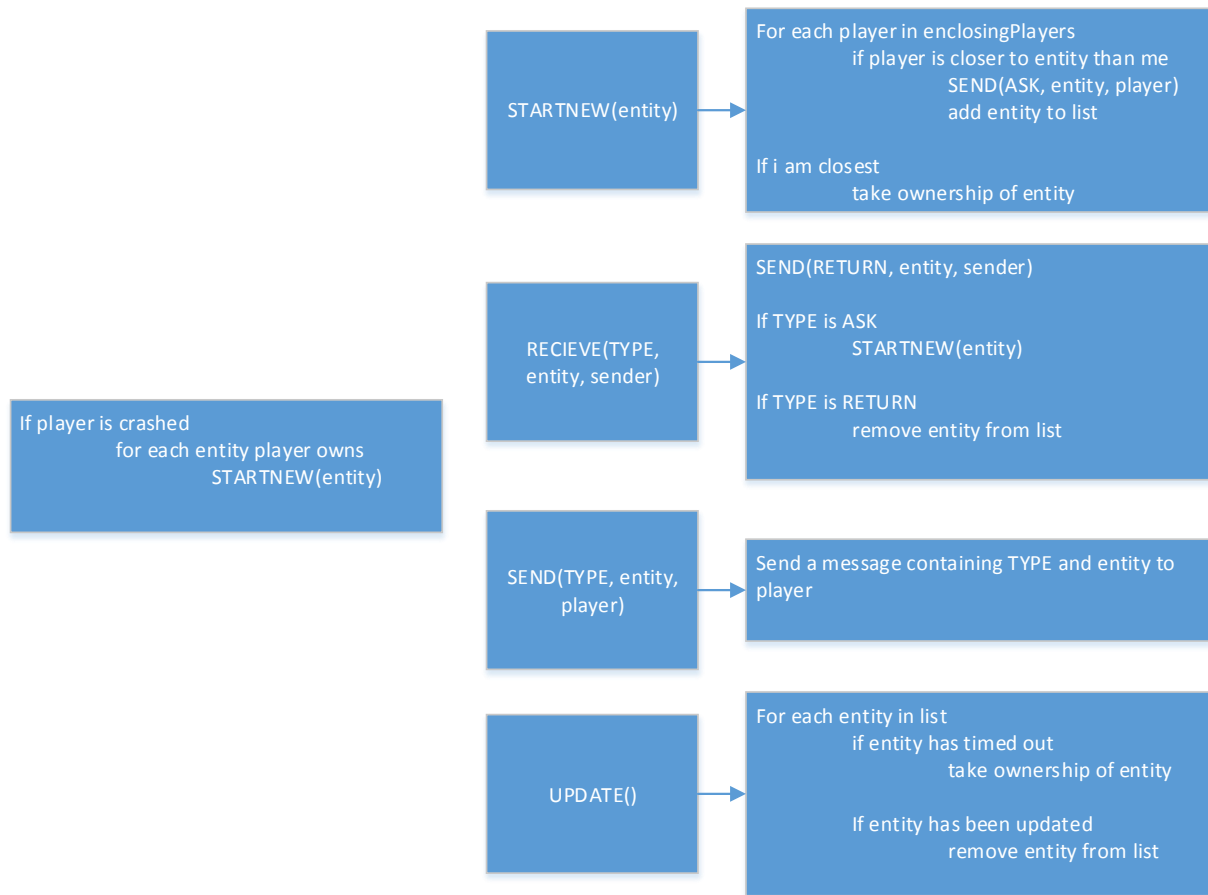 If player is crashed
for each entity player owns
STARTNEW(entity)
STARTNEW(entity)
For each player in enclosingPlayers
if player is closer to entity than me
SEND(ASK, entity, player)
add entity to list
If i am closest
take ownership of entity
RECIEVE(TYPE,
entity, sender)
SEND(RETURN, entity, sender)
If TYPE is ASK
STARTNEW(entity)
If TYPE is RETURN
remove entity from list
SEND(TYPE, entity,
player)
Send a message containing TYPE and entity to
player
UPDATE()
For each entity in list
if entity has timed out
take ownership of entity
If entity has been updated
remove entity from list